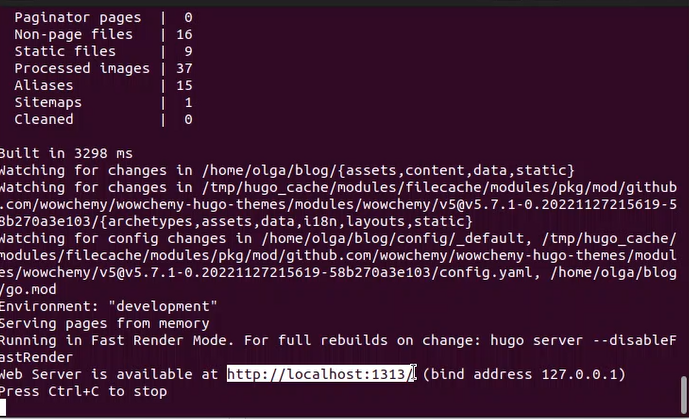 Paginator pages | 0
Non-page files | 16
Static files | 9
Processed images | 37
Aliases | 15
Sitemaps | 1
Cleaned | 0
Built in 3298 ms
Watching for changes in /home/olga/blog/{assets,content,data,static}
Watching for changes in /tmp/hugo_cache/modules/filecache/modules/pkg/mod/github
.com/wowchemy/wowchemy-hugo-themes/modules/wowchemy/v5@v5.7.1-0.20221127215619-5
8b270a3e103/{archetypes,assets,data,i18n,layouts,static}
Watching for config changes in /home/olga/blog/config/_default, /tmp/hugo_cache/
modules/filecache/modules/pkg/mod/github.com/wowchemy/wowchemy-hugo-themes/modul
es/wowchemy/v5@v5.7.1-0.20221127215619-58b270a3e103/config.yaml, /home/olga/blog
/go.mod
Environment: "development"
Serving pages from memory
Running in Fast Render Mode. For full rebuilds on change: hugo server --disableF
astRender
Web Server is available at http://localhost:1313/ (bind address 127.0.0.1)
Press Ctrl+C to stop